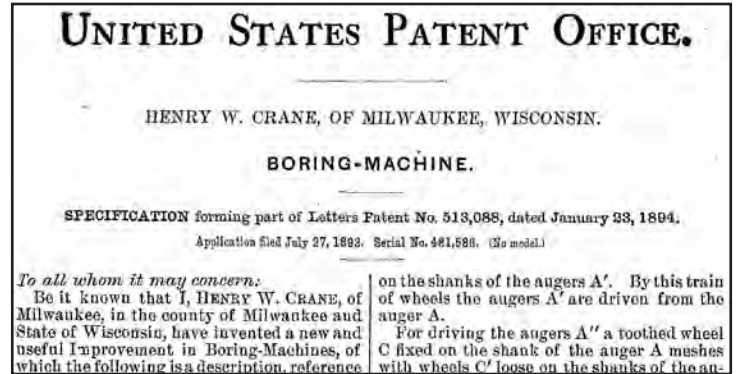 UNITED STATES PATENT OFFICE.
HENRY W. CRANE, OF MILWAUKEE, WISCONSIN.
BORING-MACHINE.
SPECIFICATION forming part of Letters Patent No. 513,088, dated January 23, 1894.
Application filed July 27, 1893. Serial No. 481,586. (No model.)
To all whom it may concern:
Be it known that I, HENRY W. CRANE, of
Milwaukee, in the county of Milwaukee and
State of Wisconsin, have invented a new and
useful Improvement in Boring-Machines, of
which the following is a description, reference
on the shanks of the augers A'. By this train
of wheels the augers A' are driven from the
auger A.
For driving the augers A'' a toothed wheel
C fixed on the shank of the auger A meshes
with wheels C' loose on the shanks of the au-